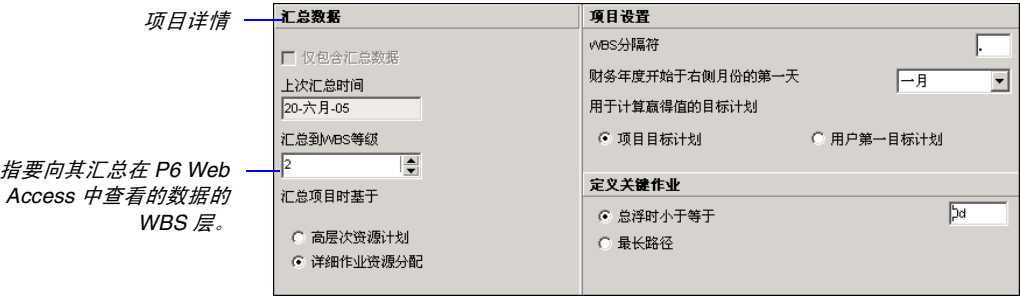 项目详情
汇总数据
仅包含汇总数据
上次汇总时间
20-六月-05
汇总到WBS等级
2
指要向其汇总在 P6 Web
Access 中查看的数据的
WBS 层。
汇总项目时基于
高层次资源计划
详细作业资源分配
项目设置
WBS分隔符
.
财务年度开始于右侧月份的第一天
一月
用于计算赢得值的目标计划
项目目标计划
用户第一目标计划
定义关键作业
总浮时小于等于
最长路径